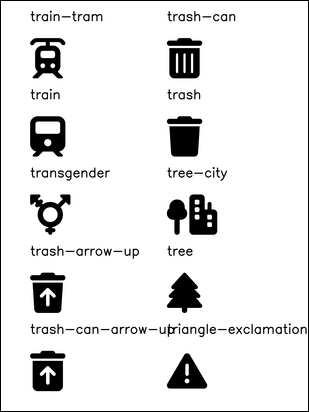 train-tram
trash-can
train
trash
transgender
tree-city
trash-arrow-up
tree
trash-can-arrow-up
triangle-exclamation